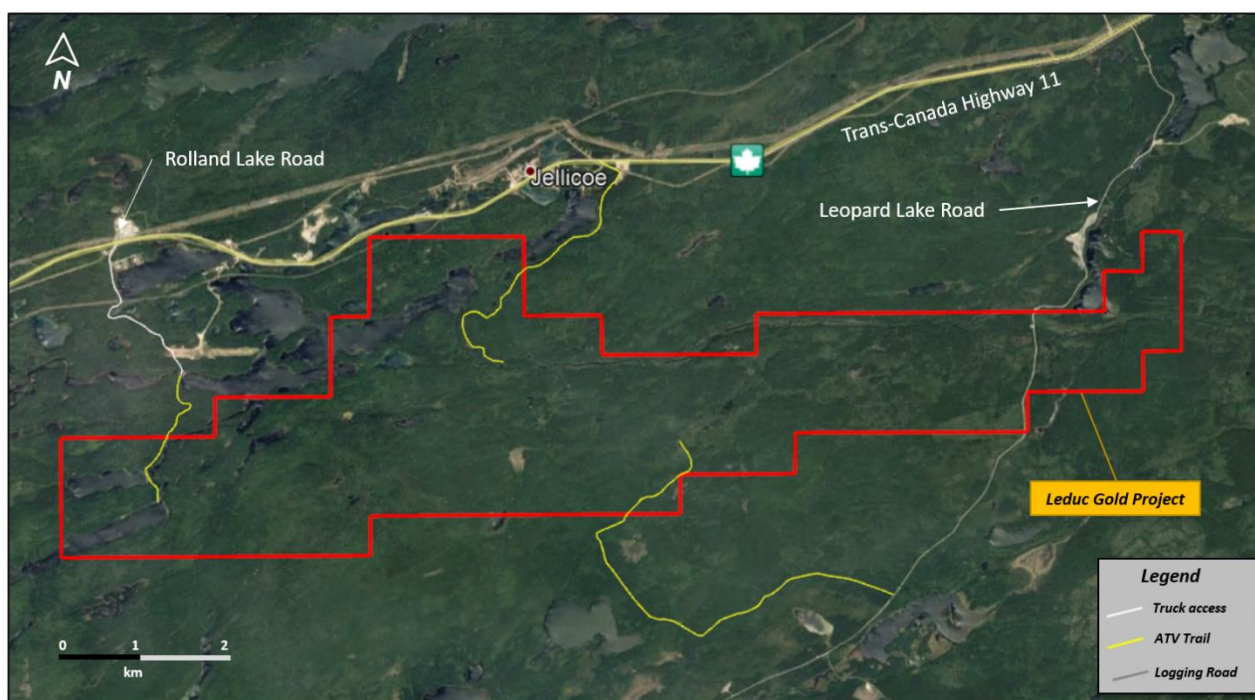 N
Trans-Canada Highway 11
Rolland Lake Road
Jellicoe
Leopard Lake Road
Leduc Gold Project
Legend
Truck access
ATV Trail
Logging Road
0 1 2
km